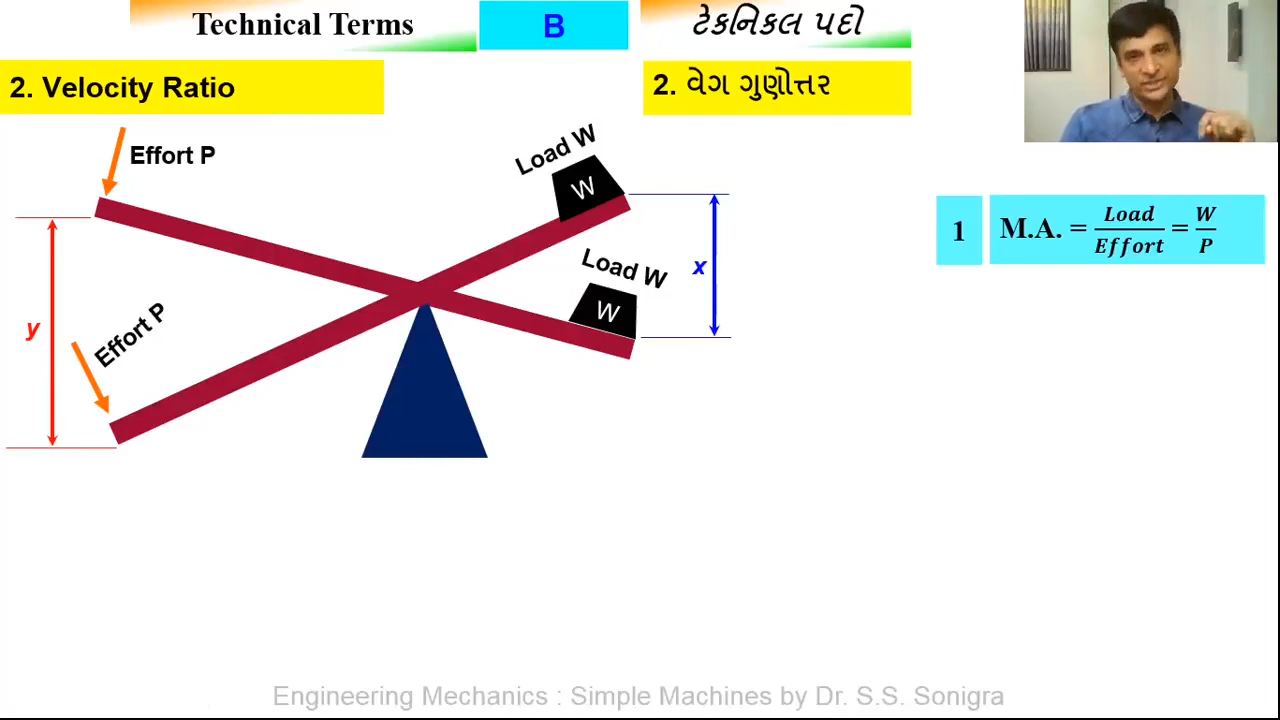 Technical Terms
B
ટેકનિકલ પદો
2. Velocity Ratio
2. વેગ ગુણોત્તર
Effort P
Load W
W
1
M.A. = Load/Effort = W/P
x
Load W
W
y
Effort P
Engineering Mechanics : Simple Machines by Dr. S.S. Sonigra